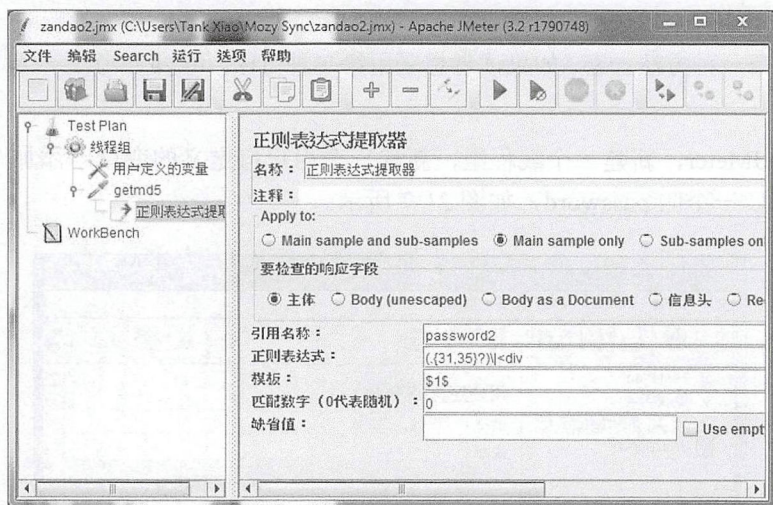 zandao2.jmx (C:\Users\Tank Xiao\Mozy Sync\zandao2.jmx) - Apache JMeter (3.2 r1790748)
文件 编辑 Search 运行 选项 帮助
Test Plan
线程组
用户定义的变量
getmd5
正则表达式提取
WorkBench
正则表达式提取器
名称: 正则表达式提取器
注释:
Apply to:
Main sample and sub-samples Main sample only Sub-samples on
要检查的响应字段
主体 Body (unescaped) Body as a Document 信息头 Re
引用名称: password2
正则表达式: (.{31,35}?)\|<div
模板: $1$
匹配数字（0代表随机）: 0
缺省值: Use empt